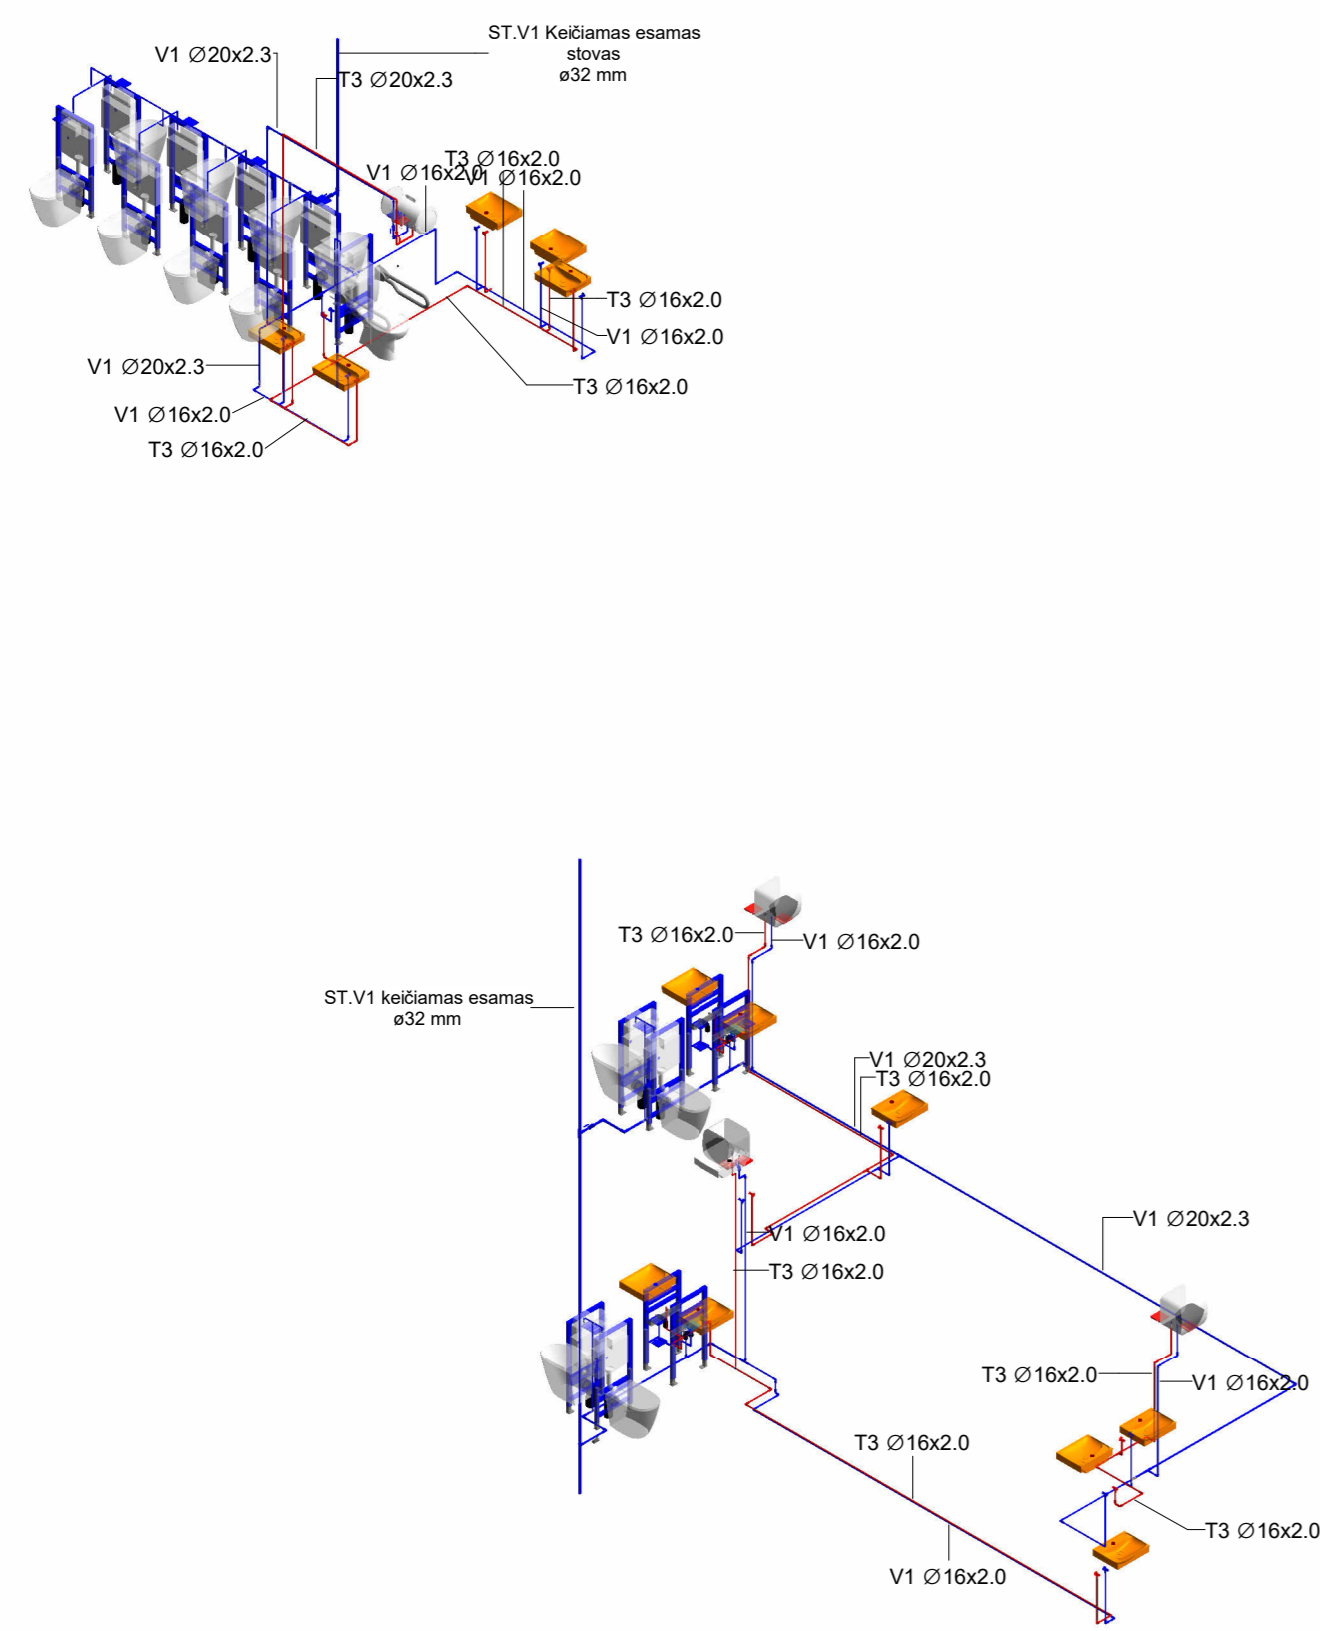 ST.V1 Keičiamas esamas
stovas
ø32 mm
V1 ∅20x2.3
T3 ∅20x2.3
V1 ∅16x2.0
T3 ∅16x2.0
V1 ∅16x2.0
T3 ∅16x2.0
V1 ∅16x2.0
V1 ∅20x2.3
T3 ∅16x2.0
V1 ∅16x2.0
T3 ∅16x2.0
T3 ∅16x2.0
V1 ∅16x2.0
ST.V1 keičiamas esamas
ø32 mm
V1 ∅20x2.3
T3 ∅16x2.0
V1 ∅20x2.3
V1 ∅16x2.0
T3 ∅16x2.0
T3 ∅16x2.0
V1 ∅16x2.0
T3 ∅16x2.0
T3 ∅16x2.0
V1 ∅16x2.0